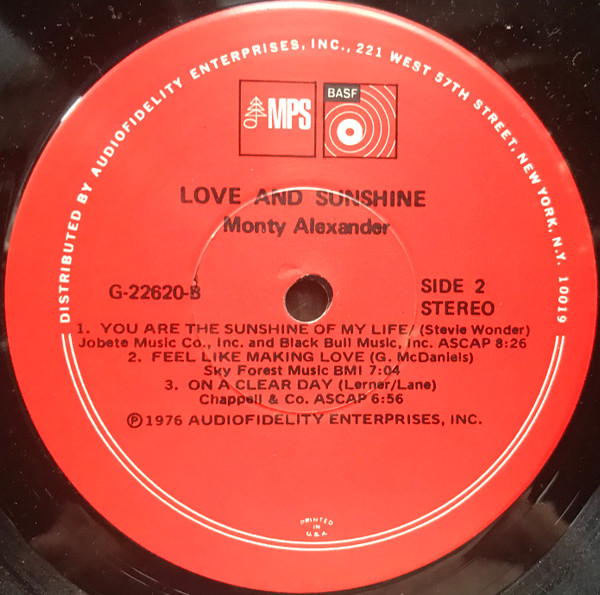 DISTRIBUTED BY AUDIOFIDELITY ENTERPRISES, INC., 221 WEST 57TH STREET, NEW YORK, N.Y. 10019
MPS
BASF
LOVE AND SUNSHINE
Monty Alexander
G-22620-B
SIDE 2
STEREO
1. YOU ARE THE SUNSHINE OF MY LIFE/ (Stevie Wonder)
Jobete Music Co., Inc. and Black Bull Music, Inc. ASCAP 8:26
2. FEEL LIKE MAKING LOVE (G. McDaniels)
Sky Forest Music BMI 7:04
3. ON A CLEAR DAY (Lerner/Lane)
Chappell & Co. ASCAP 6:56
℗ 1976 AUDIOFIDELITY ENTERPRISES, INC.
PRINTED
IN
U.S.A.